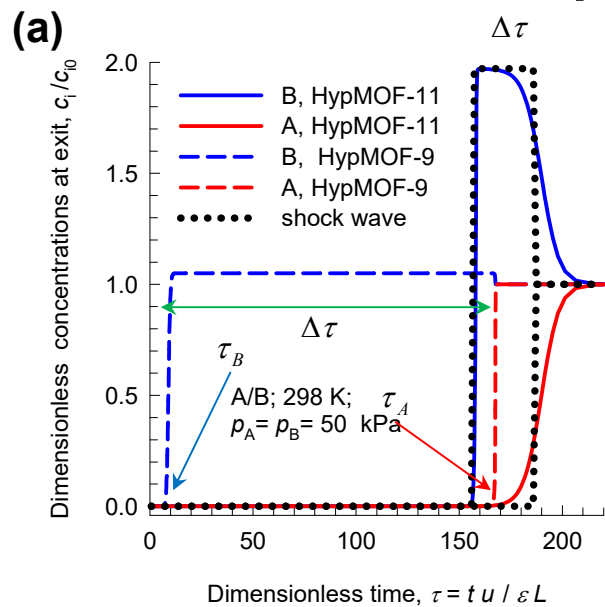 (a)
Δτ
Dimensionless concentrations at exit, c_i/c_i0
2.0
1.5
1.0
0.5
0.0
B, HypMOF-11
A, HypMOF-11
B, HypMOF-9
A, HypMOF-9
shock wave
Δτ
τ_B
A/B; 298 K;
τ_A
p_A= p_B= 50 kPa
0
50
100
150
200
Dimensionless time, τ = t u / ε L